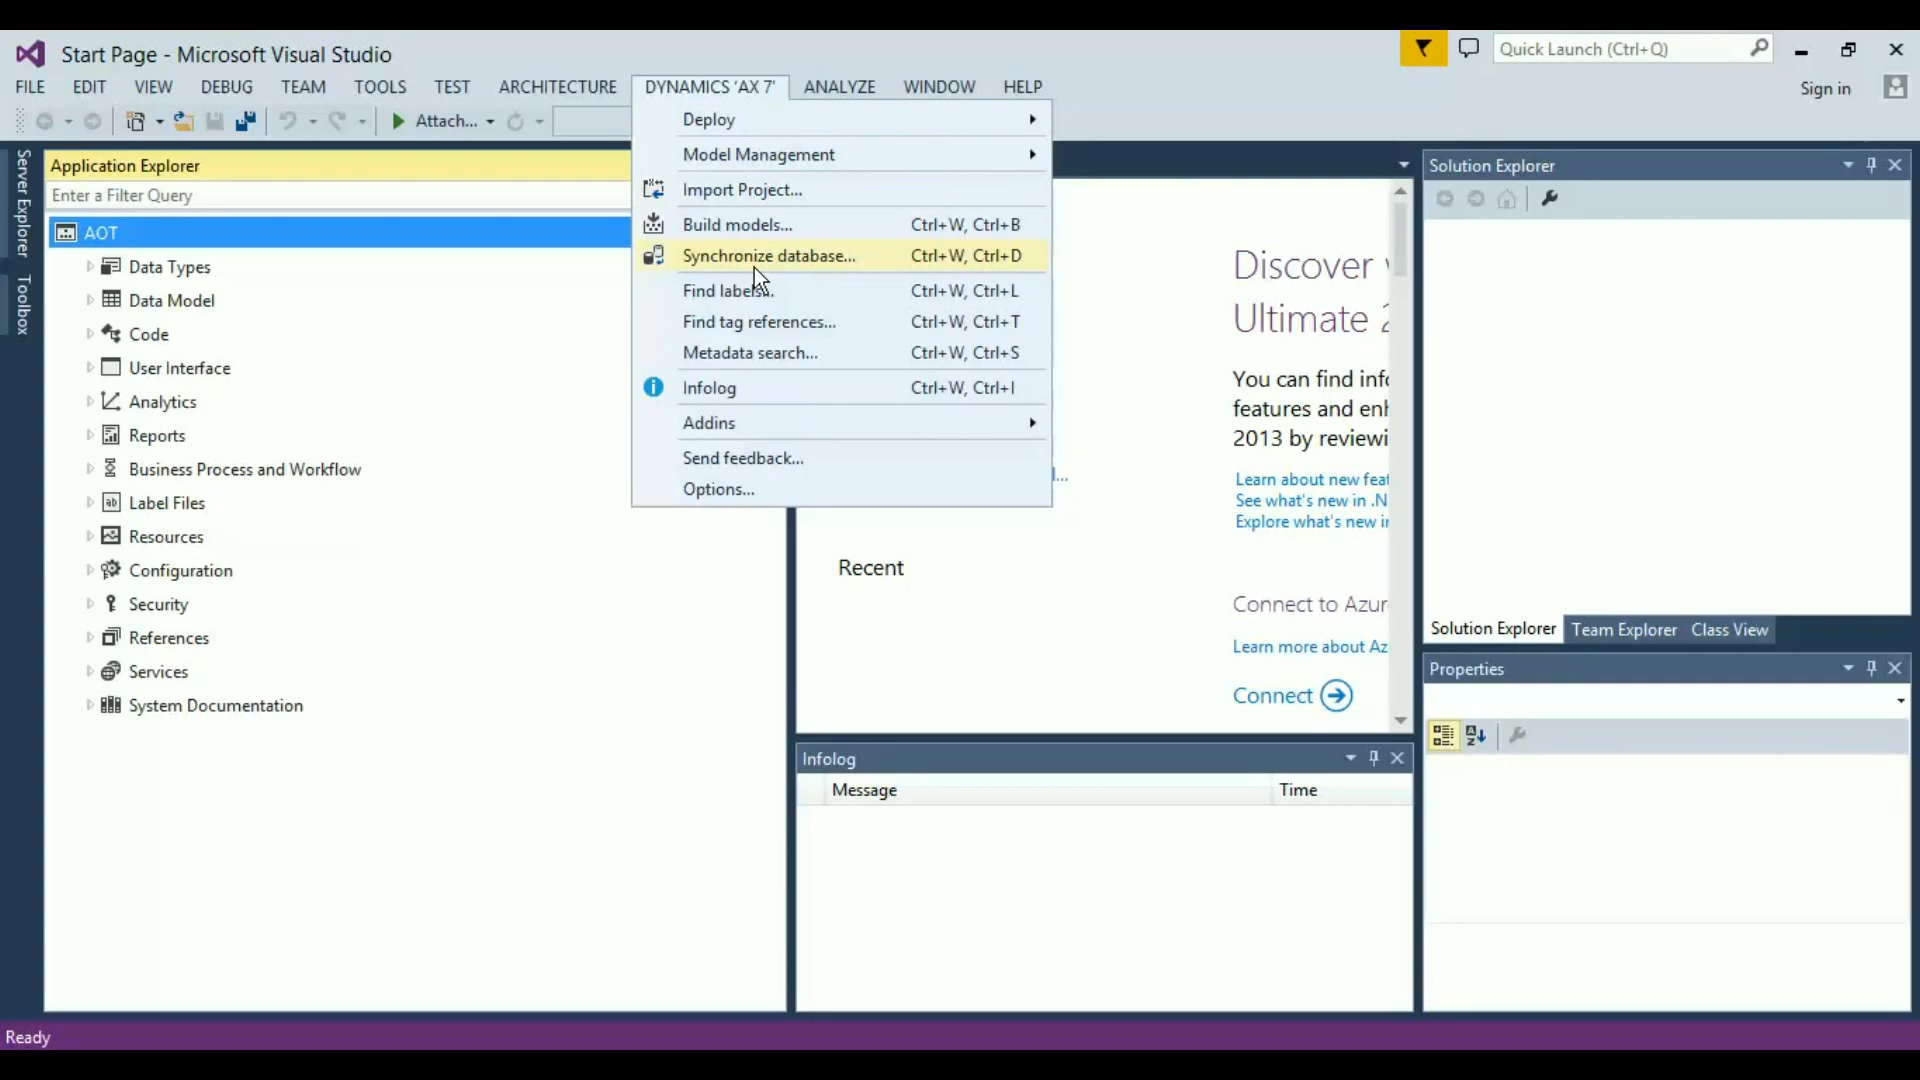 Start Page - Microsoft Visual Studio
Quick Launch (Ctrl+Q)
FILE EDIT VIEW DEBUG TEAM TOOLS TEST ARCHITECTURE DYNAMICS 'AX 7' ANALYZE WINDOW HELP
Sign in
Attach...
Server Explorer
Toolbox
Application Explorer
Enter a Filter Query
AOT
Data Types
Data Model
Code
User Interface
Analytics
Reports
Business Process and Workflow
Label Files
Resources
Configuration
Security
References
Services
System Documentation
Deploy
Model Management
Import Project...
Build models... Ctrl+W, Ctrl+B
Synchronize database... Ctrl+W, Ctrl+D
Find labels... Ctrl+W, Ctrl+L
Find tag references... Ctrl+W, Ctrl+T
Metadata search... Ctrl+W, Ctrl+S
Infolog Ctrl+W, Ctrl+I
Addins
Send feedback...
Options...
Discover
Ultimate
You can find
features and
2013 by
Learn about new
See what's new in .N
Explore what's new
Recent
Connect to
Learn more about
Connect
Infolog
Message Time
Solution Explorer
Solution Explorer Team Explorer Class View
Properties
Ready